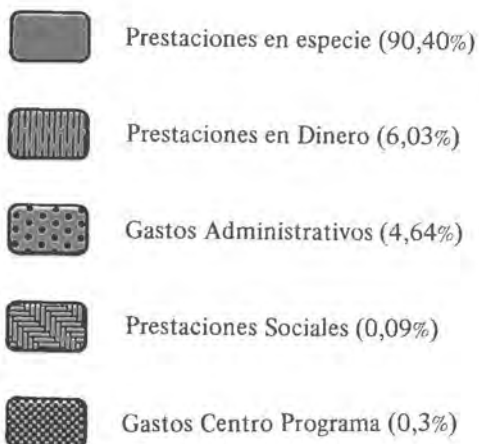 Prestaciones en especie (90,40%)
Prestaciones en Dinero (6,03%)
Gastos Administrativos (4,64%)
Prestaciones Sociales (0,09%)
Gastos Centro Programa (0,3%)